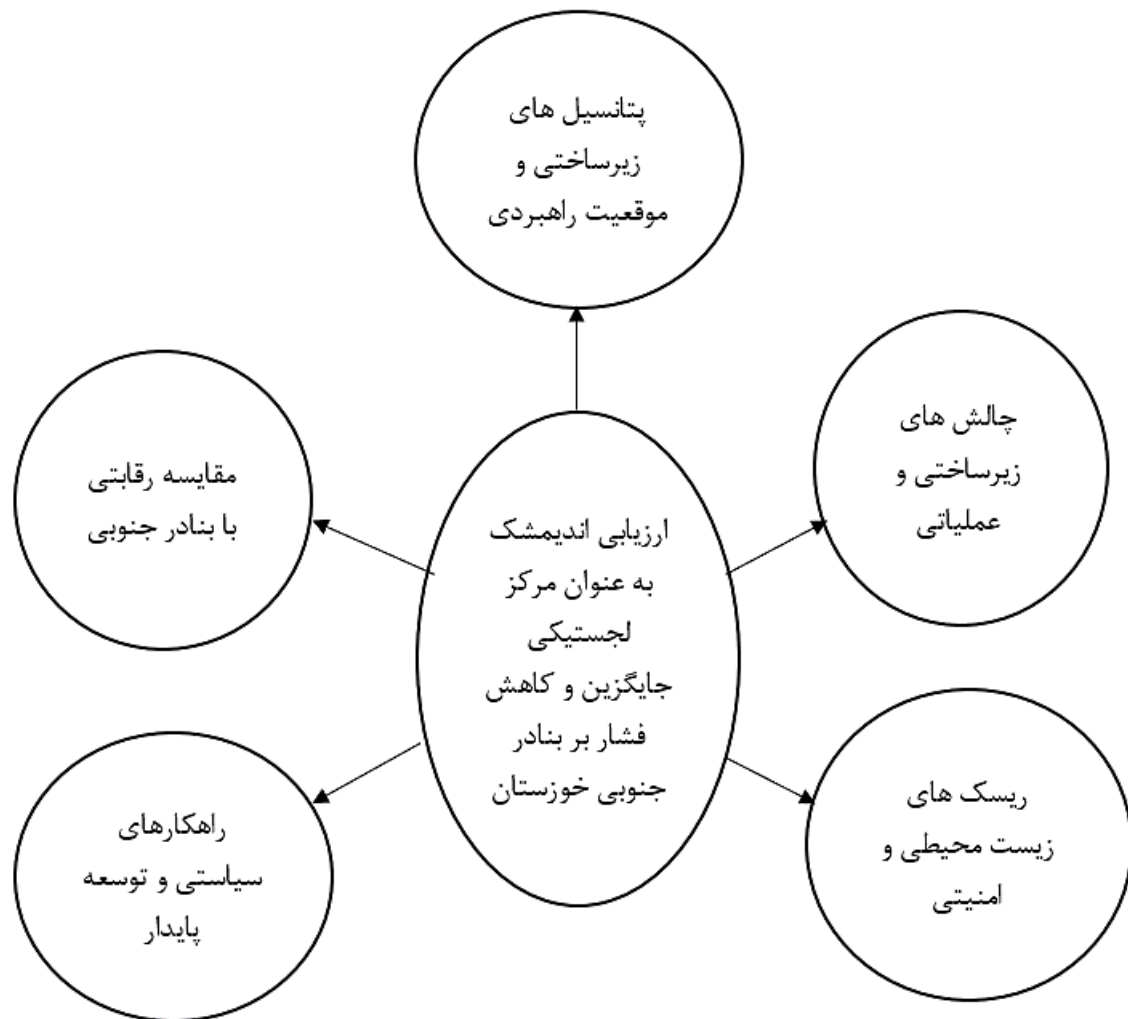 پتانسیل های
زیرساختی و
موقعیت راهبردی
چالش های
زیرساختی و
عملیاتی
مقایسه رقابتی
با بنادر جنوبی
ارزیابی اندیمشک
به عنوان مرکز
لجستیکی
جایگزین و کاهش
فشار بر بنادر
جنوبی خوزستان
ریسک های
زیست محیطی و
امنیتی
راهکارهای
سیاستی و توسعه
پایدار